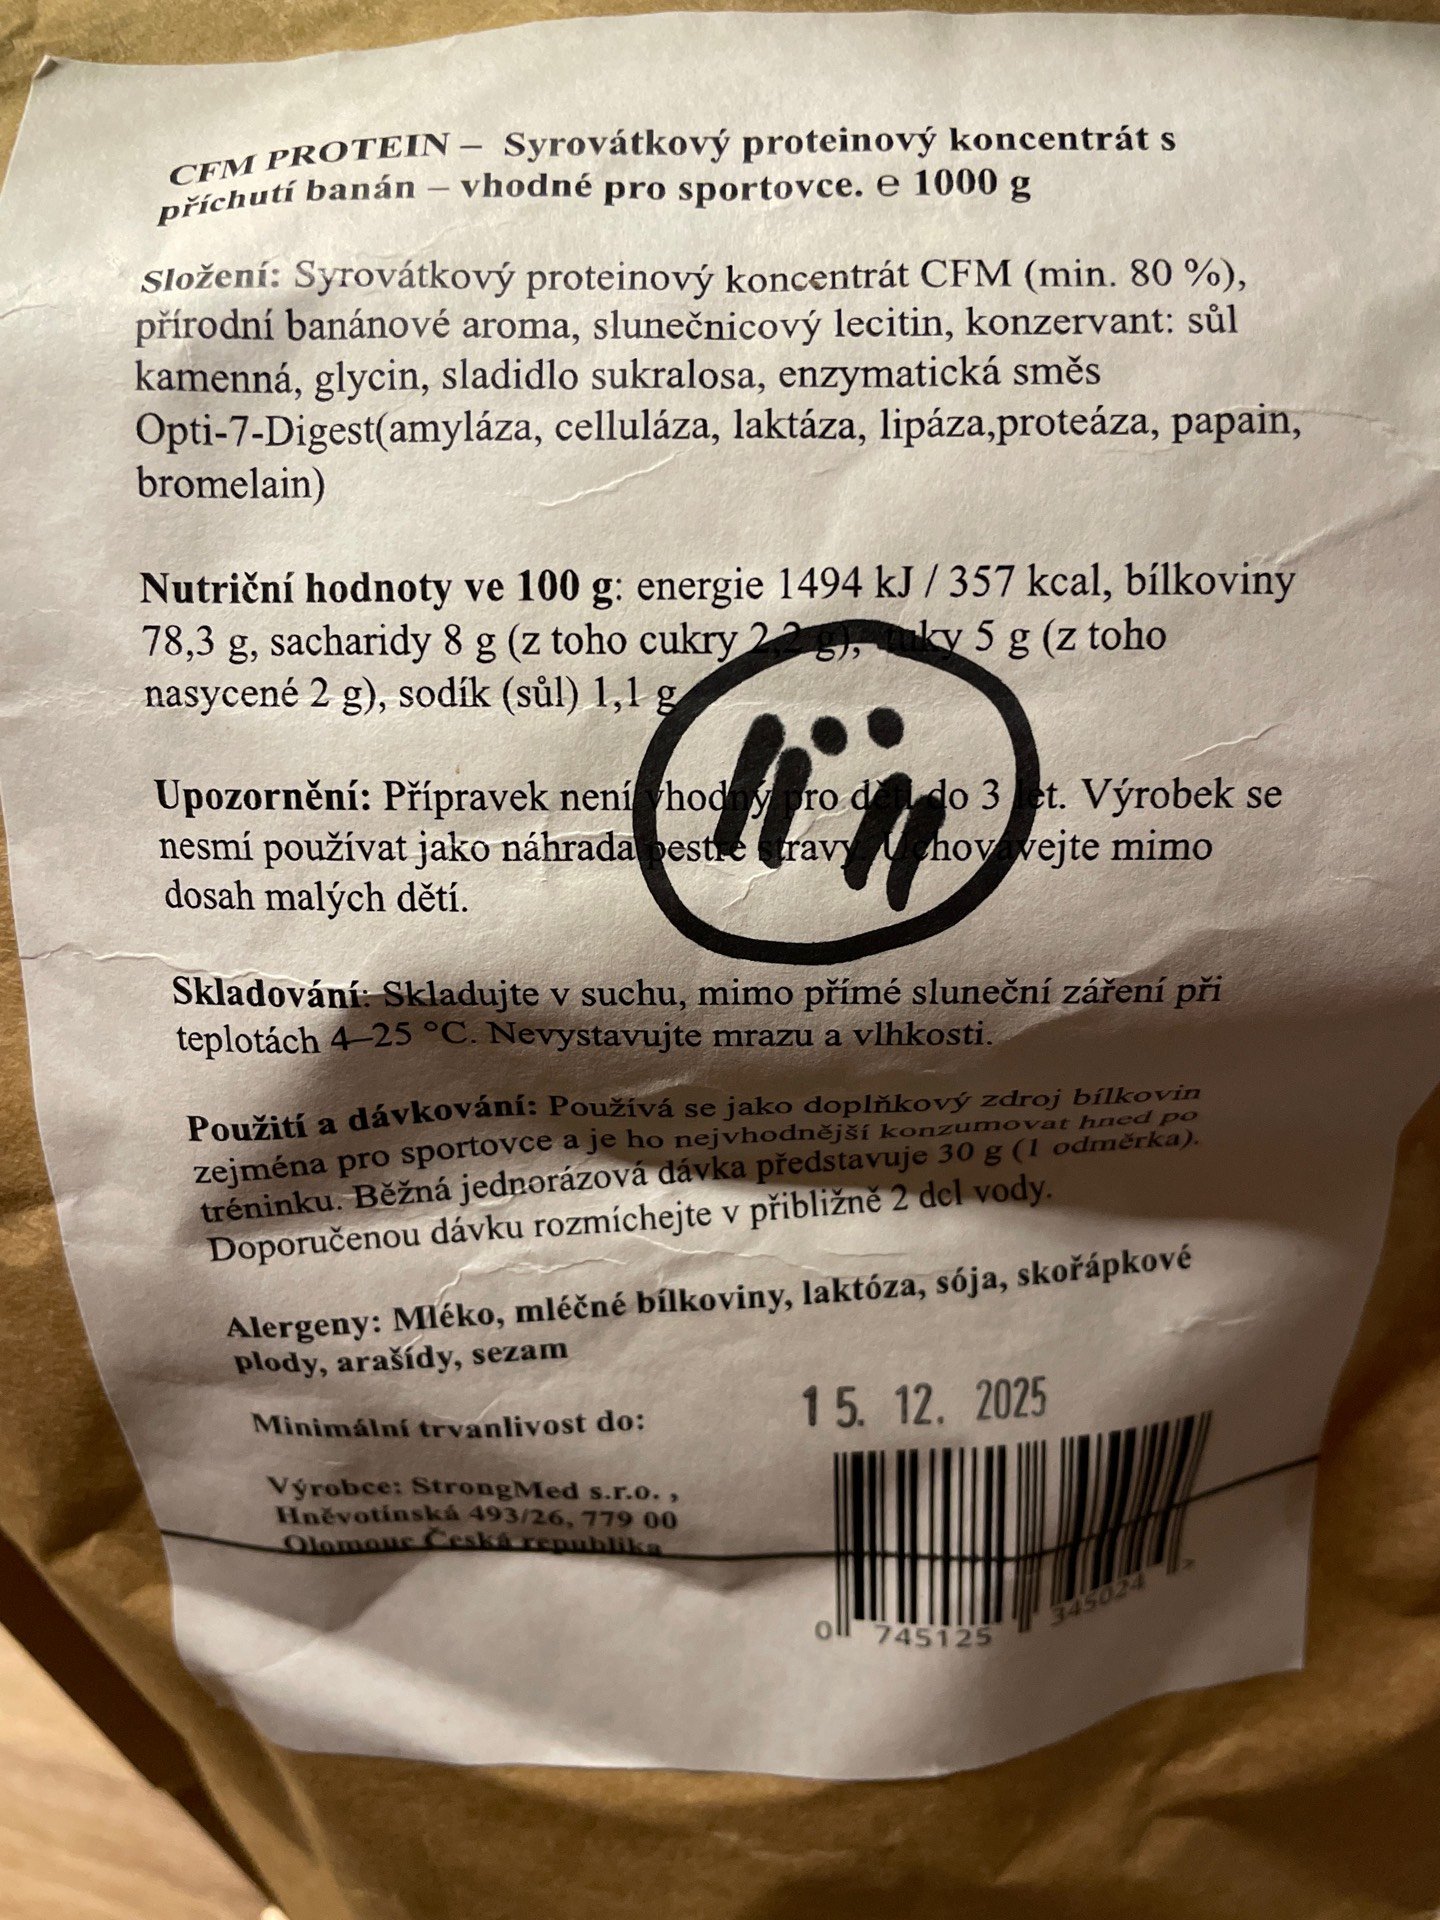 CFM PROTEIN – Syrovátkový proteinový koncentrát s
příchutí banán – vhodné pro sportovce. ℮ 1000 g
Složení: Syrovátkový proteinový koncentrát CFM (min. 80 %),
přírodní banánové aroma, slunečnicový lecitin, konzervant: sůl
kamenná, glycin, sladidlo sukralosa, enzymatická směs
Opti-7-Digest(amyláza, celluláza, laktáza, lipáza,proteáza, papain,
bromelain)
Nutriční hodnoty ve 100 g: energie 1494 kJ / 357 kcal, bílkoviny
78,3 g, sacharidy 8 g (z toho cukry 2,2 g), tuky 5 g (z toho
nasycené 2 g), sodík (sůl) 1,1 g
Upozornění: Přípravek není vhodný pro děti do 3 let. Výrobek se
nesmí používat jako náhrada pestré stravy. Uchovávejte mimo
dosah malých dětí.
Skladování: Skladujte v suchu, mimo přímé sluneční záření při
teplotách 4–25 °C. Nevystavujte mrazu a vlhkosti.
Použití a dávkování: Používá se jako doplňkový zdroj bílkovin
zejména pro sportovce a je ho nejvhodnější konzumovat hned po
tréninku. Běžná jednorázová dávka představuje 30 g (1 odměrka).
Doporučenou dávku rozmíchejte v přibližně 2 dcl vody.
Alergeny: Mléko, mléčné bílkoviny, laktóza, sója, skořápkové
plody, arašídy, sezam
Minimální trvanlivost do: 15. 12. 2025
Výrobce: StrongMed s.r.o. ,
Hněvotínská 493/26, 779 00
Olomouc Česká republika
0 745125 345024 >